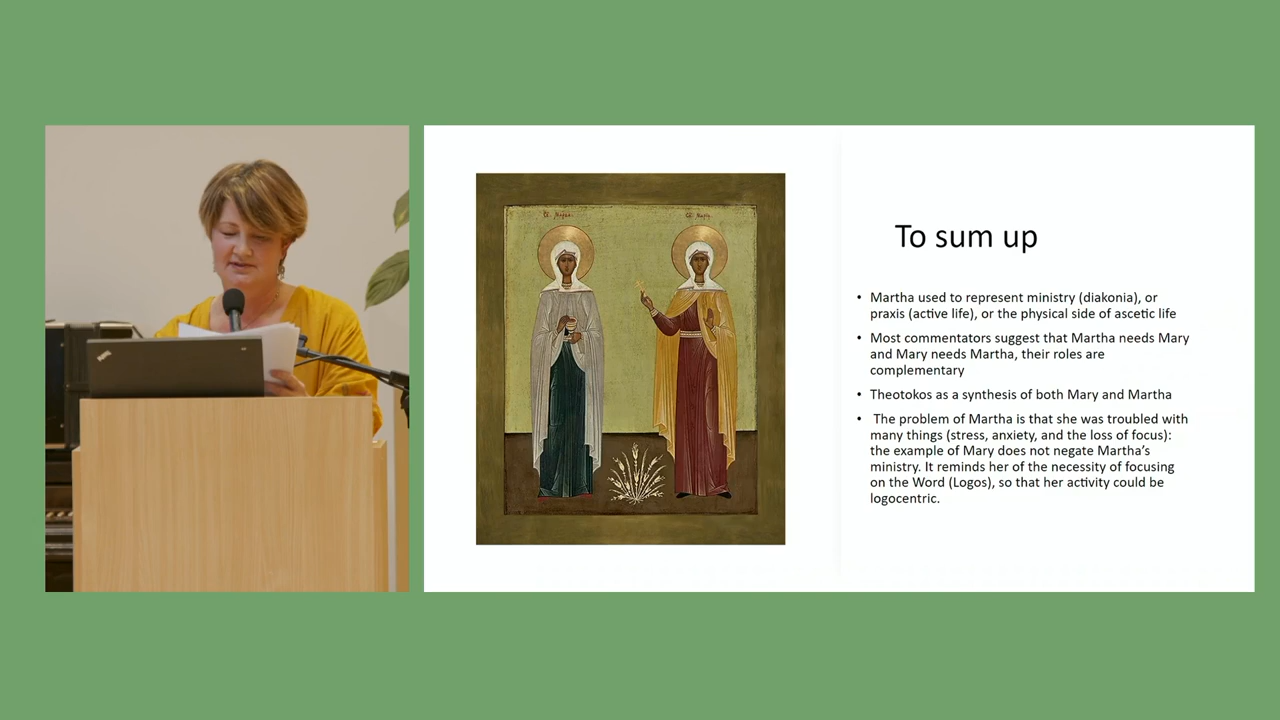 Св. Марѳа.
Св. Марія.
To sum up
• Martha used to represent ministry (diakonia), or
praxis (active life), or the physical side of ascetic life
• Most commentators suggest that Martha needs Mary
and Mary needs Martha, their roles are
complementary
• Theotokos as a synthesis of both Mary and Martha
• The problem of Martha is that she was troubled with
many things (stress, anxiety, and the loss of focus):
the example of Mary does not negate Martha’s
ministry. It reminds her of the necessity of focusing
on the Word (Logos), so that her activity could be
logocentric.